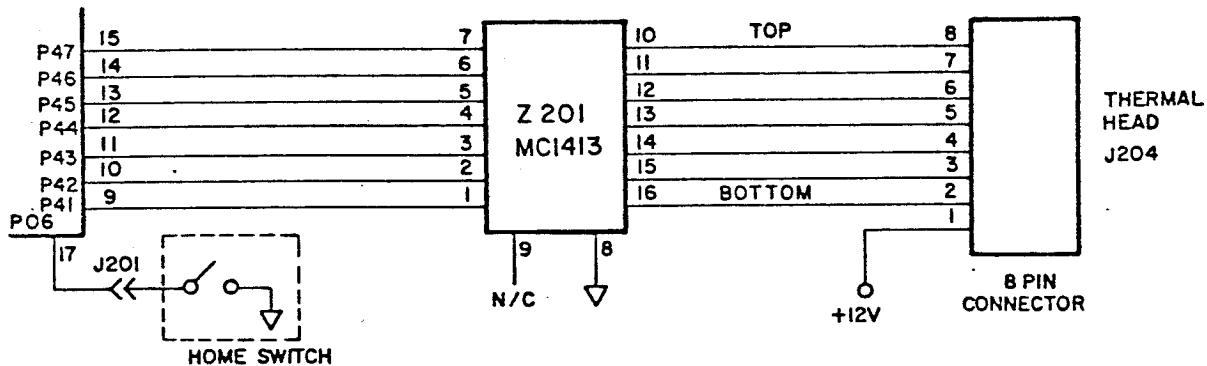 15 7 10 TOP 8
P47
14 6 11 7
P46
13 5 12 6
P45
12 4 13 5
P44
11 3 14 4
P43
10 2 15 3
P42
9 1 16 BOTTOM 2
P41
1
P06
Z 201
MC1413
THERMAL
HEAD
J204
17
J201
9
8
N/C
+12V
8 PIN
CONNECTOR
HOME SWITCH